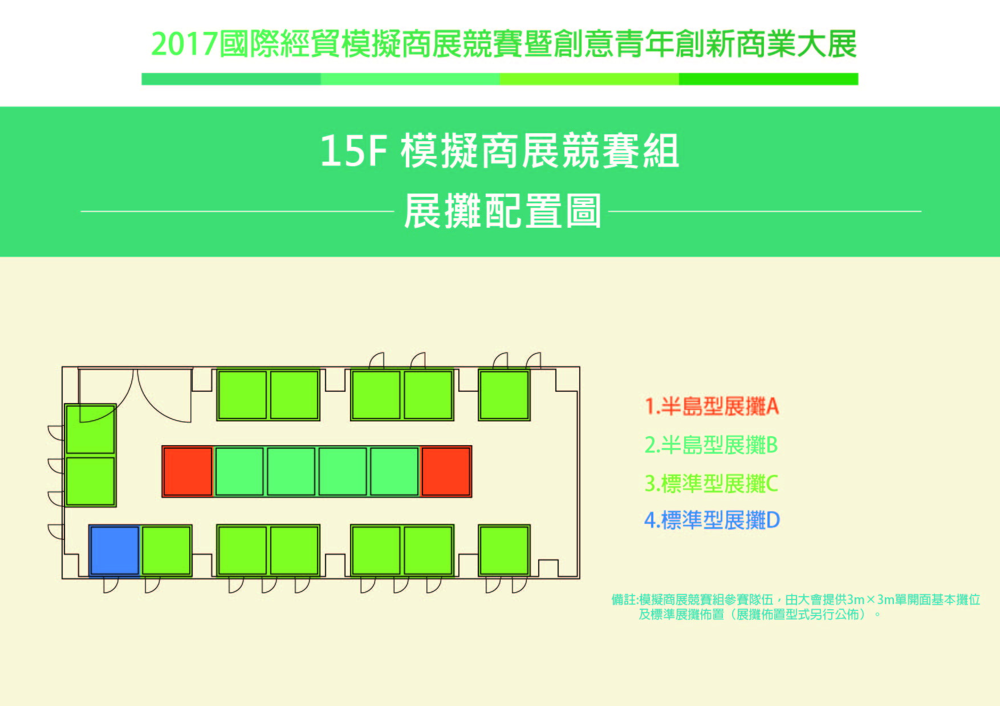 2017國際經貿模擬商展競賽暨創意青年創新商業大展
15F 模擬商展競賽組
展攤配置圖
1.半島型展攤A
2.半島型展攤B
3.標準型展攤C
4.標準型展攤D
備註:模擬商展競賽組參賽隊伍，由大會提供3m×3m單開面基本攤位
及標準展攤佈置（展攤佈置型式另行公佈）。